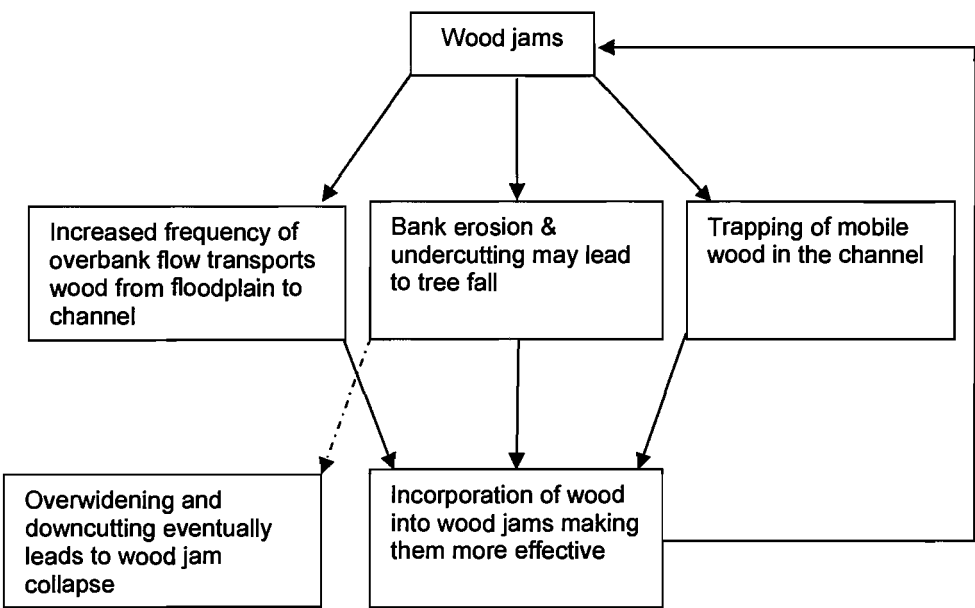 Wood jams
Increased frequency of
overbank flow transports
wood from floodplain to
channel
Bank erosion &
undercutting may lead
to tree fall
Trapping of mobile
wood in the channel
Overwidening and
downcutting eventually
leads to wood jam
collapse
Incorporation of wood
into wood jams making
them more effective